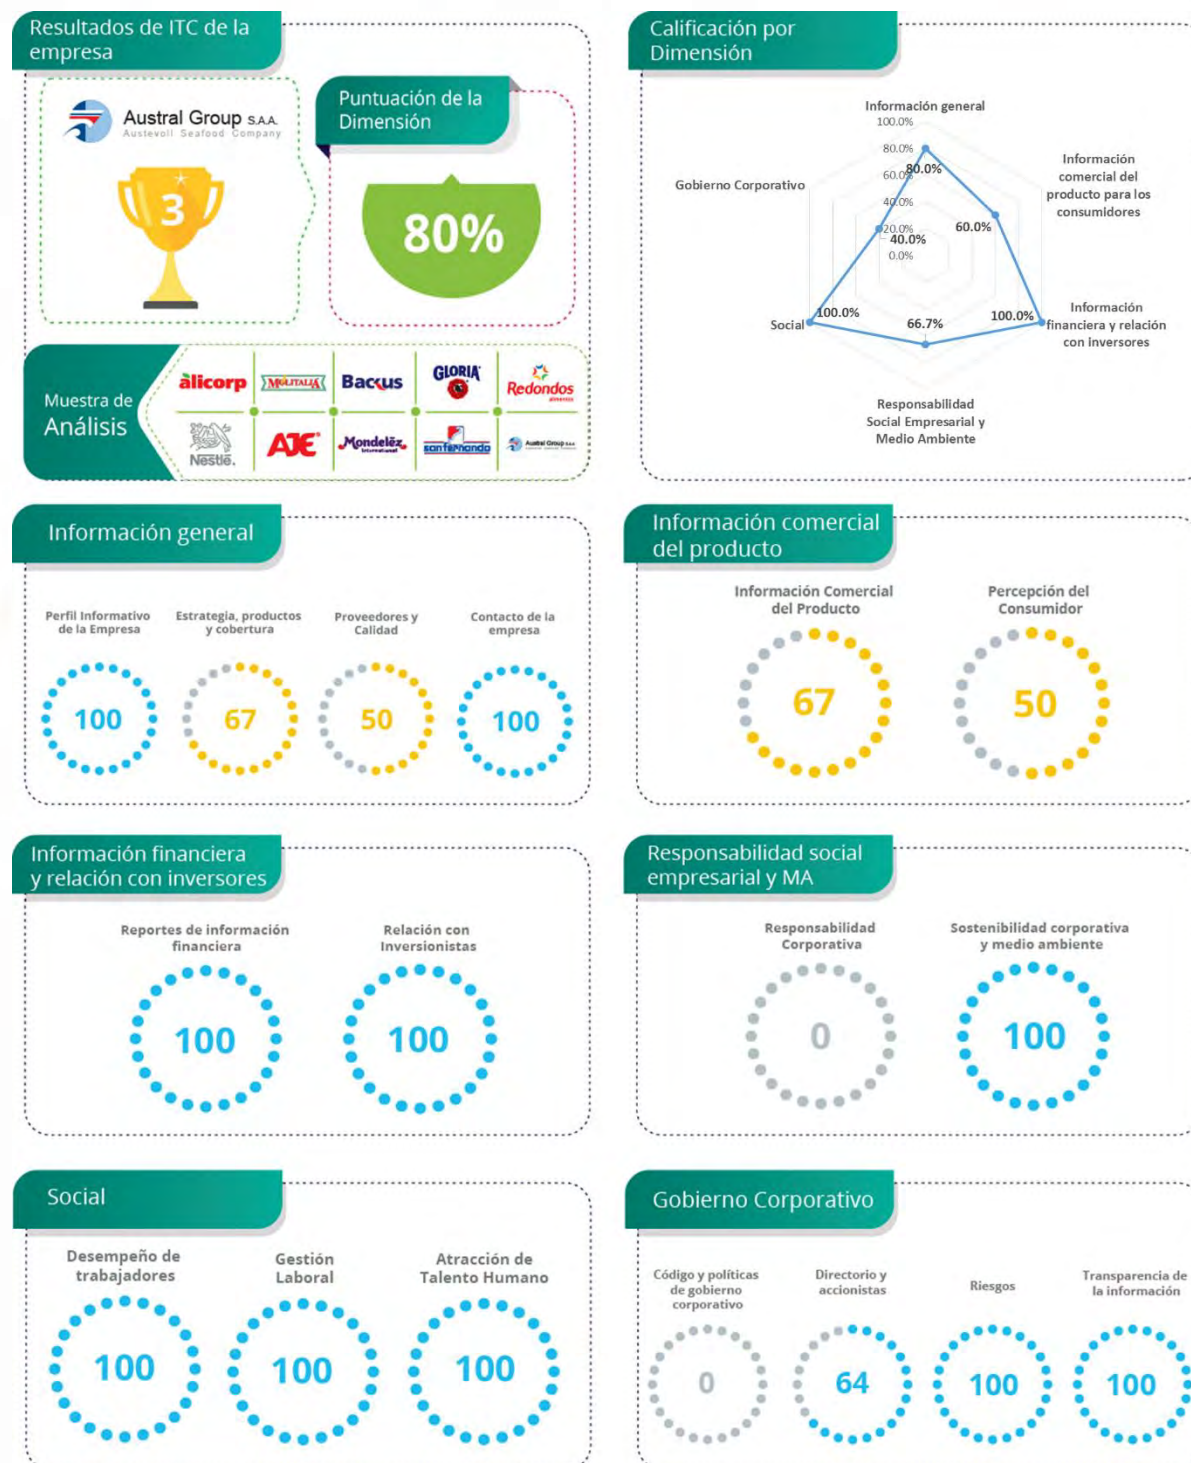 Resultados de ITC de la
empresa
Austral Group S.A.A.
Austevoll Seafood Company
3
Puntuación de la
Dimensión
80%
Muestra de
Análisis
alicorp
MOLITALIA
Backus
GLORIA
Redondos
alimentos
Nestlé.
AJE
Mondelēz
International
san fernando
Austral Group S.A.A.
Calificación por
Dimensión
Información general
100.0%
80.0%
80.0%
60.0%
40.0%
20.0%
40.0%
0.0%
Información
comercial del
producto para los
consumidores
60.0%
Gobierno Corporativo
Social
100.0%
66.7%
100.0%
Información
financiera y relación
con inversores
Responsabilidad
Social Empresarial y
Medio Ambiente
Información general
Perfil Informativo
de la Empresa
100
Estrategia, productos
y cobertura
67
Proveedores y
Calidad
50
Contacto de la
empresa
100
Información comercial
del producto
Información Comercial
del Producto
67
Percepción del
Consumidor
50
Información financiera
y relación con inversores
Reportes de información
financiera
100
Relación con
Inversionistas
100
Responsabilidad social
empresarial y MA
Responsabilidad
Corporativa
0
Sostenibilidad corporativa
y medio ambiente
100
Social
Desempeño de
trabajadores
100
Gestión
Laboral
100
Atracción de
Talento Humano
100
Gobierno Corporativo
Código y políticas
de gobierno
corporativo
0
Directorio y
accionistas
64
Riesgos
100
Transparencia de
la información
100